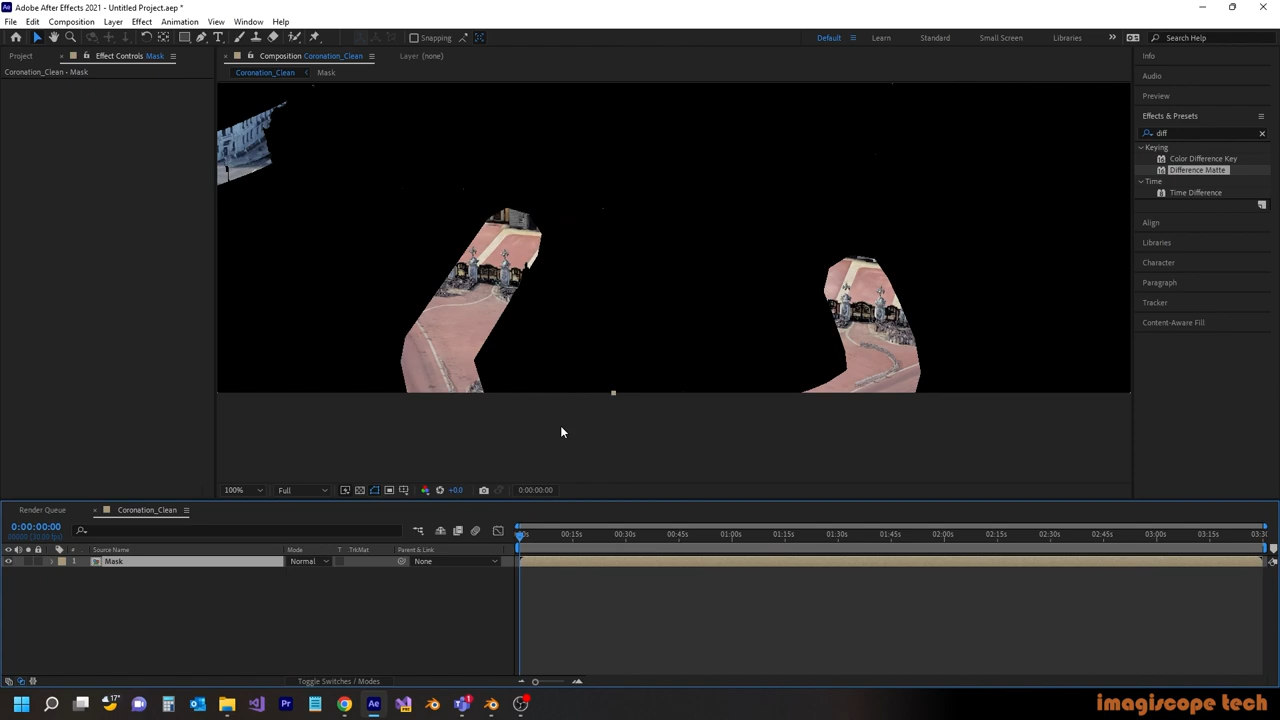 Adobe After Effects 2021 - Untitled Project.aep *
File Edit Composition Layer Effect Animation View Window Help
Snapping Default Learn Standard Small Screen Libraries Search Help
Project Effect Controls Mask Composition Coronation_Clean Layer (none)
Coronation_Clean • Mask Coronation_Clean Mask
Info
Audio
Preview
Effects & Presets
diff
Keying
Color Difference Key
Difference Matte
Time
Time Difference
Align
Libraries
Character
Paragraph
Tracker
Content-Aware Fill
100% Full +0.0 0:00:00:00
Render Queue Coronation_Clean
0:00:00:00
00000 (30.00 fps)
00s 00:15s 00:30s 00:45s 01:00s 01:15s 01:30s 01:45s 02:00s 02:15s 02:30s 02:45s 03:00s 03:15s 03:30
# Source Name Mode T .TrkMat Parent & Link
1 Mask Normal None
Toggle Switches / Modes
17°
imagiscope tech